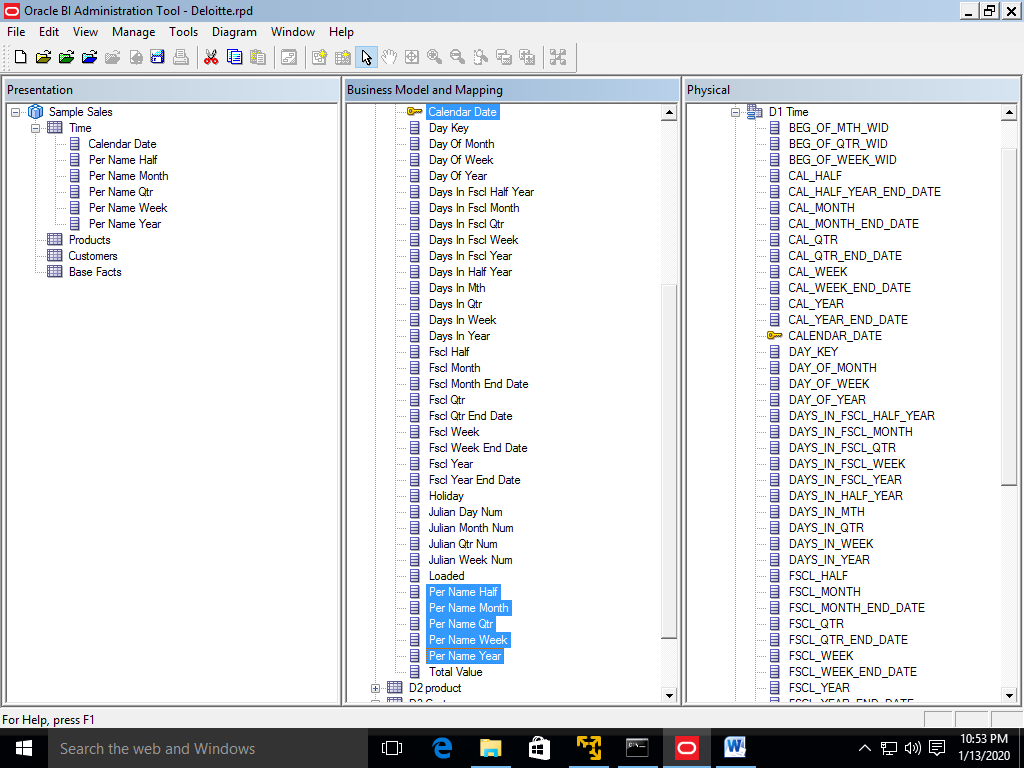 Oracle BI Administration Tool - Deloitte.rpd
File Edit View Manage Tools Diagram Window Help
Presentation
Sample Sales
Time
Calendar Date
Per Name Half
Per Name Month
Per Name Qtr
Per Name Week
Per Name Year
Products
Customers
Base Facts
Business Model and Mapping
Calendar Date
Day Key
Day Of Month
Day Of Week
Day Of Year
Days In Fscl Half Year
Days In Fscl Month
Days In Fscl Qtr
Days In Fscl Week
Days In Fscl Year
Days In Half Year
Days In Mth
Days In Qtr
Days In Week
Days In Year
Fscl Half
Fscl Month
Fscl Month End Date
Fscl Qtr
Fscl Qtr End Date
Fscl Week
Fscl Week End Date
Fscl Year
Fscl Year End Date
Holiday
Julian Day Num
Julian Month Num
Julian Qtr Num
Julian Week Num
Loaded
Per Name Half
Per Name Month
Per Name Qtr
Per Name Week
Per Name Year
Total Value
D2 product
Physical
D1 Time
BEG_OF_MTH_WID
BEG_OF_QTR_WID
BEG_OF_WEEK_WID
CAL_HALF
CAL_HALF_YEAR_END_DATE
CAL_MONTH
CAL_MONTH_END_DATE
CAL_QTR
CAL_QTR_END_DATE
CAL_WEEK
CAL_WEEK_END_DATE
CAL_YEAR
CAL_YEAR_END_DATE
CALENDAR_DATE
DAY_KEY
DAY_OF_MONTH
DAY_OF_WEEK
DAY_OF_YEAR
DAYS_IN_FSCL_HALF_YEAR
DAYS_IN_FSCL_MONTH
DAYS_IN_FSCL_QTR
DAYS_IN_FSCL_WEEK
DAYS_IN_FSCL_YEAR
DAYS_IN_HALF_YEAR
DAYS_IN_MTH
DAYS_IN_QTR
DAYS_IN_WEEK
DAYS_IN_YEAR
FSCL_HALF
FSCL_MONTH
FSCL_MONTH_END_DATE
FSCL_QTR
FSCL_QTR_END_DATE
FSCL_WEEK
FSCL_WEEK_END_DATE
FSCL_YEAR
FSCL_YEAR_END_DATE
For Help, press F1
Search the web and Windows
10:53 PM
1/13/2020